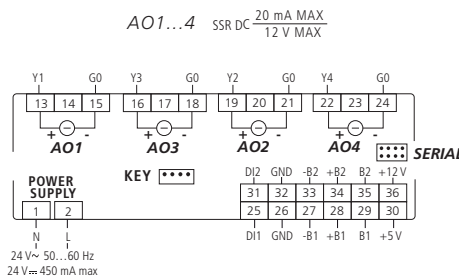 AO1...4 SSR DC 20 mA MAX
12 V MAX
Y1 G0 Y3 G0 Y2 G0 Y4 G0
13 14 15 16 17 18 19 20 21 22 23 24
+ - + - + - + -
AO1 AO3 AO2 AO4
SERIAL
KEY
DI2 GND -B2 +B2 B2 +12 V
POWER
SUPPLY
31 32 33 34 35 36
1 2 25 26 27 28 29 30
N L DI1 GND -B1 +B1 B1 +5 V
24 V~ 50...60 Hz
24 V⎓ 450 mA max